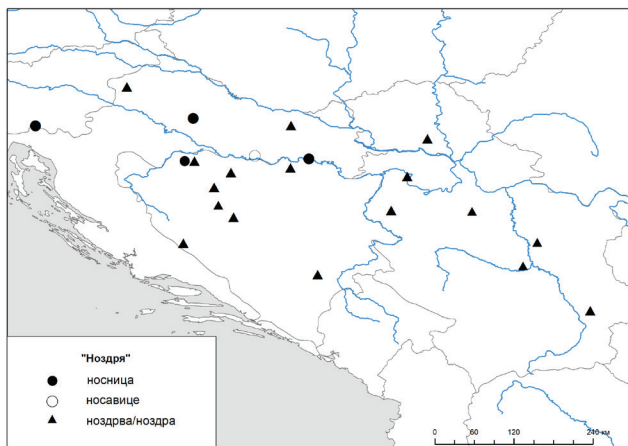 "Ноздря"
носница
носавице
ноздрва/ноздра
0 60 120 240 км